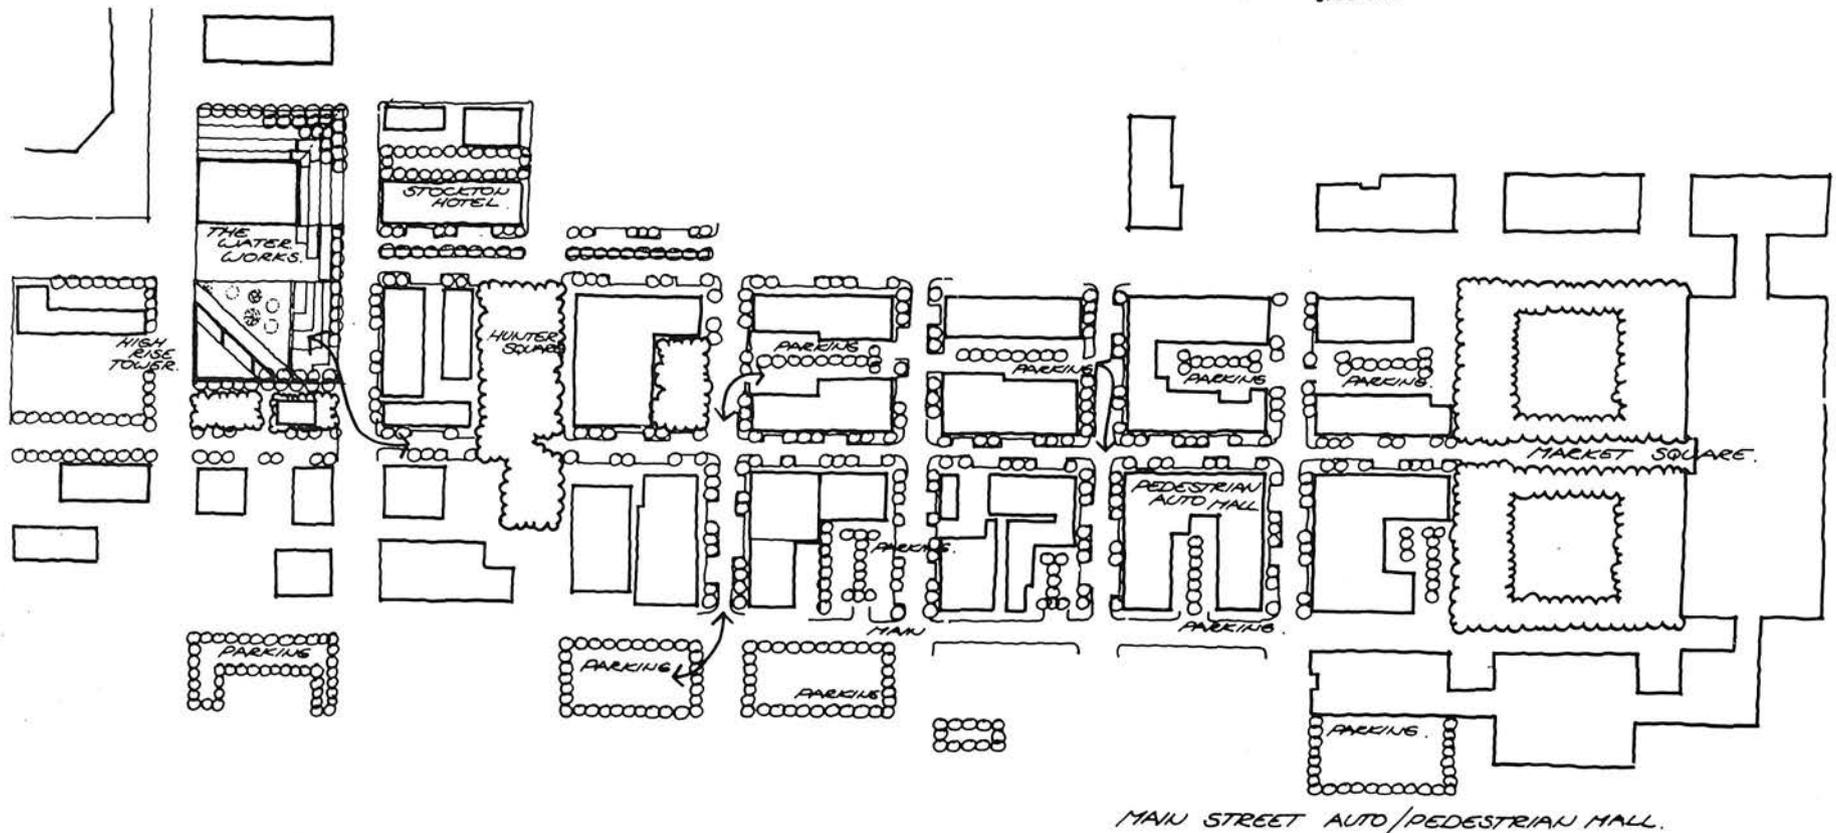 STOCKTON
HOTEL.
THE
WATER
WORKS.
HIGH
RISE
TOWER.
HUNTER
SQUARE
PARKING
PARKING
PARKING
PARKING.
MARKET SQUARE.
PEDESTRIAN
AUTO MALL
PARKING.
MAIN
PARKING.
PARKING
PARKING
PARKING
PARKING.
MAIN STREET AUTO/PEDESTRIAN MALL.